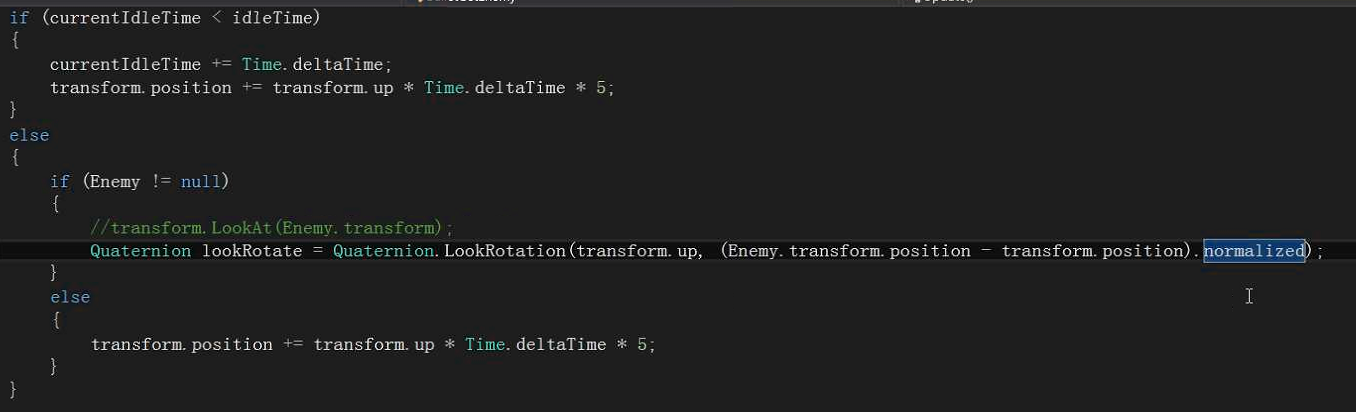 if (currentIdleTime < idleTime)
{
currentIdleTime += Time.deltaTime;
transform.position += transform.up * Time.deltaTime * 5;
}
else
{
if (Enemy != null)
{
//transform.LookAt(Enemy.transform);
Quaternion lookRotate = Quaternion.LookRotation(transform.up, (Enemy.transform.position - transform.position).normalized);
}
else
{
transform.position += transform.up * Time.deltaTime * 5;
}
}